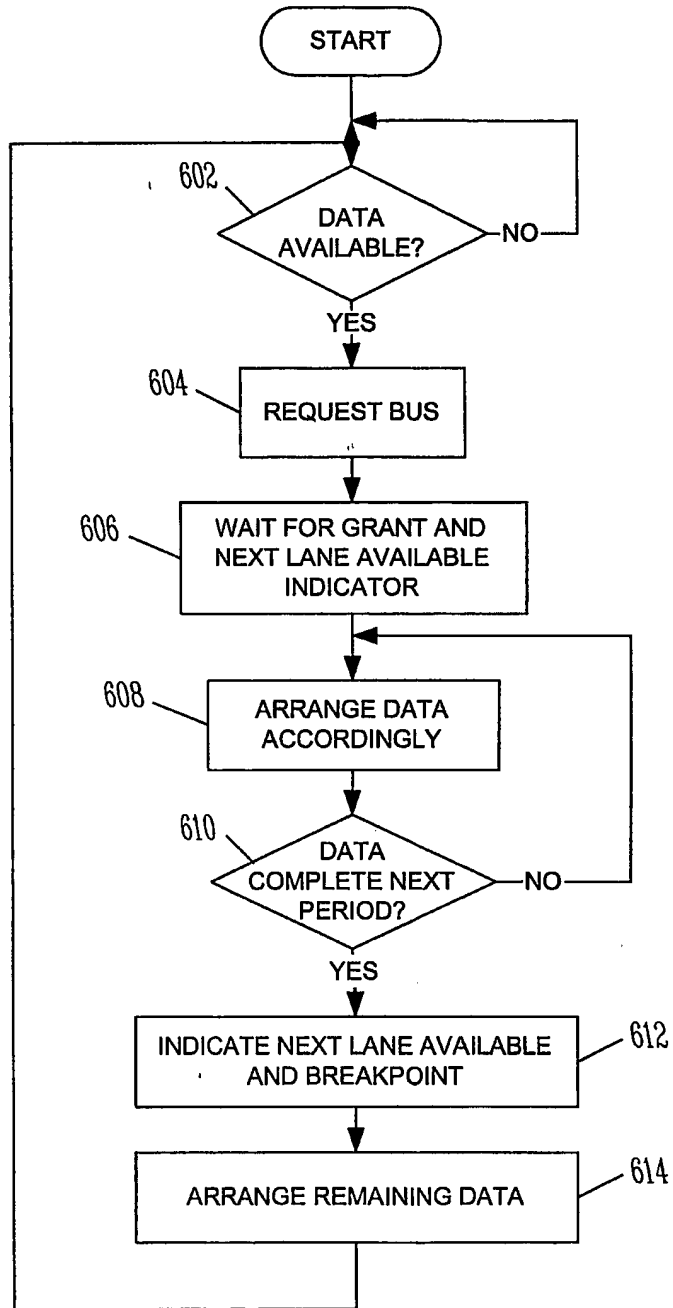 START
602
DATA
AVAILABLE?
NO
YES
604
REQUEST BUS
606
WAIT FOR GRANT AND
NEXT LANE AVAILABLE
INDICATOR
608
ARRANGE DATA
ACCORDINGLY
610
DATA
COMPLETE NEXT
PERIOD?
NO
YES
INDICATE NEXT LANE AVAILABLE
AND BREAKPOINT
612
ARRANGE REMAINING DATA
614